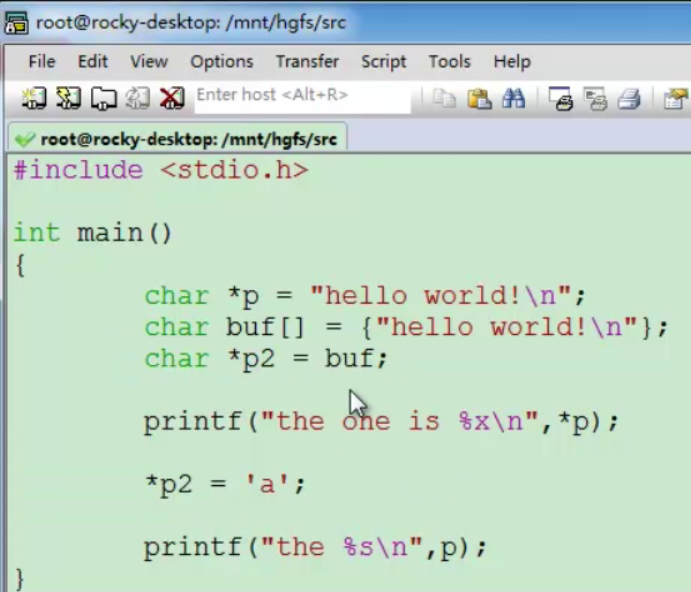 root@rocky-desktop: /mnt/hgfs/src
File Edit View Options Transfer Script Tools Help
Enter host <Alt+R>
root@rocky-desktop: /mnt/hgfs/src
#include <stdio.h>
int main()
{
char *p = "hello world!\n";
char buf[] = {"hello world!\n"};
char *p2 = buf;
printf("the one is %x\n",*p);
*p2 = 'a';
printf("the %s\n",p);
}